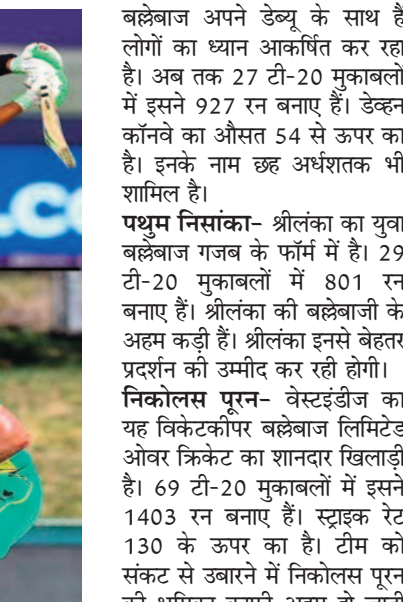 .co
बल्लेबाज अपने डेब्यू के साथ हैं
लोगों का ध्यान आकर्षित कर रहा
है। अब तक 27 टी-20 मुकाबलों
में इसने 927 रन बनाए हैं। डेव्हन
कॉनवे का औसत 54 से ऊपर का
है। इनके नाम छह अर्धशतक भी
शामिल है।
पथुम निसांका- श्रीलंका का युवा
बल्लेबाज गजब के फॉर्म में है। 29
टी-20 मुकाबलों में 801 रन
बनाए हैं। श्रीलंका की बल्लेबाजी के
अहम कड़ी हैं। श्रीलंका इनसे बेहतर
प्रदर्शन की उम्मीद कर रही होगी।
निकोलस पूरन- वेस्टइंडीज का
यह विकेटकीपर बल्लेबाज लिमिटेड
ओवर क्रिकेट का शानदार खिलाड़ी
है। 69 टी-20 मुकाबलों में इसने
1403 रन बनाए हैं। स्ट्राइक रेट
130 के ऊपर का है। टीम को
संकट से उबारने में निकोलस पूरन